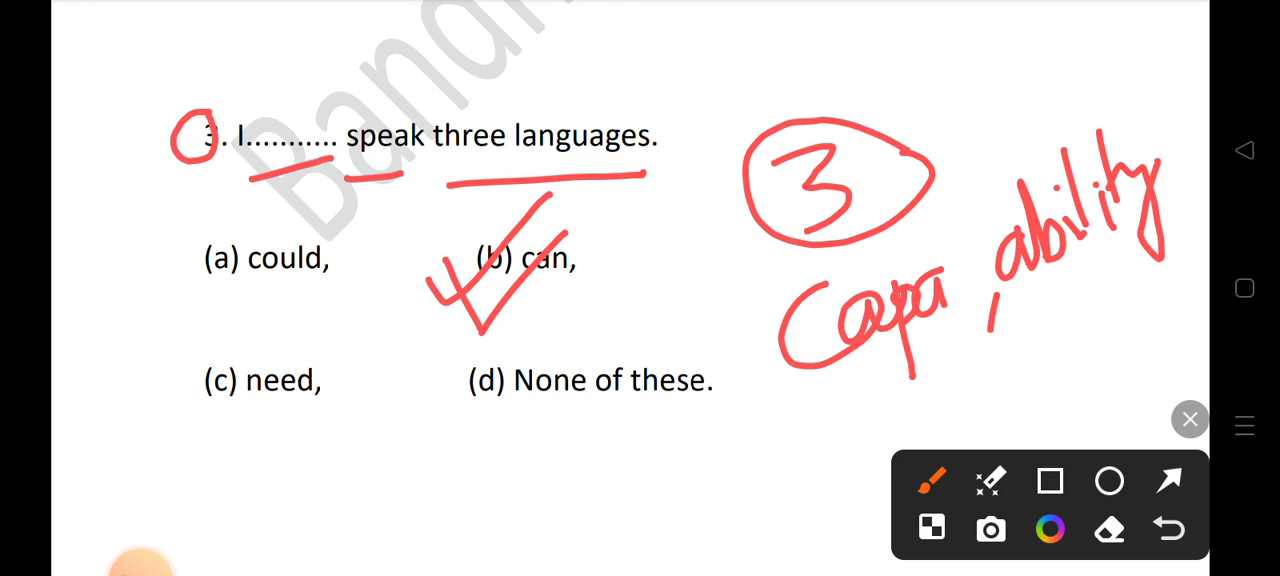 3. I........... speak three languages.
3
(a) could,
(b) can,
Capa, ability
(c) need,
(d) None of these.